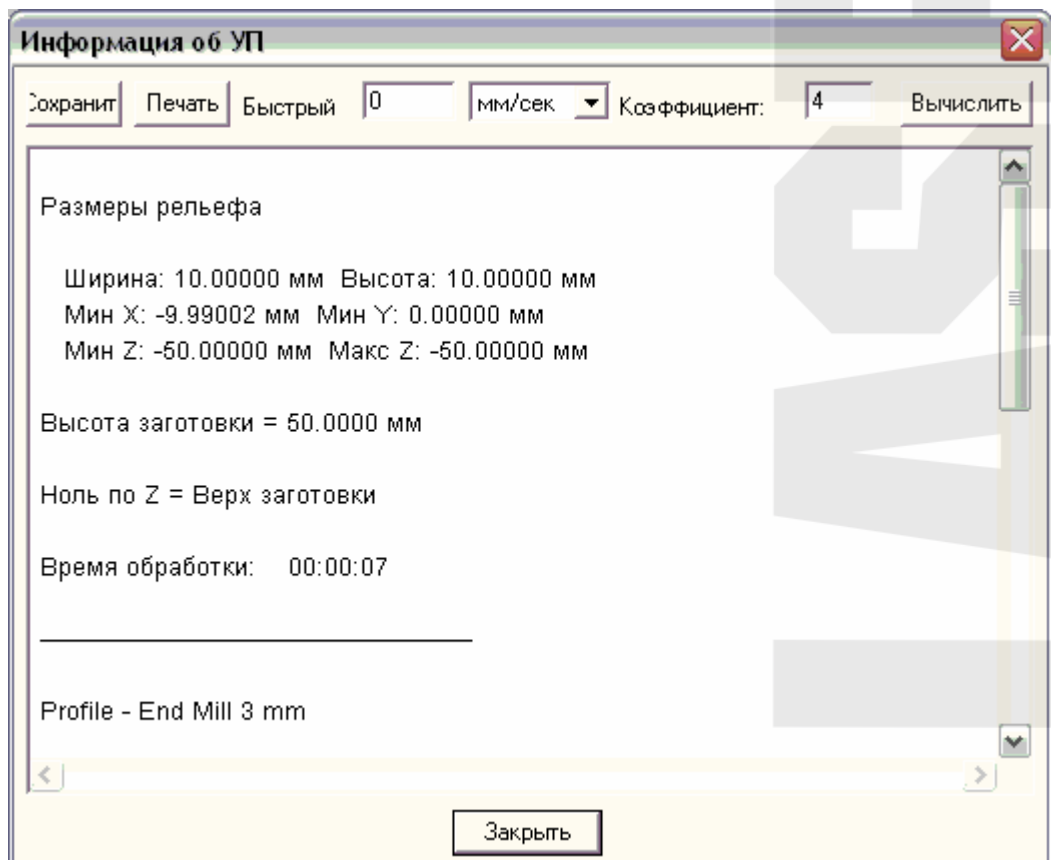 Информация об УП
Сохранит Печать Быстрый 0 мм/сек Коэффициент: 4 Вычислить
Размеры рельефа
Ширина: 10.00000 мм Высота: 10.00000 мм
Мин X: -9.99002 мм Мин Y: 0.00000 мм
Мин Z: -50.00000 мм Макс Z: -50.00000 мм
Высота заготовки = 50.0000 мм
Ноль по Z = Верх заготовки
Время обработки: 00:00:07
Profile - End Mill 3 mm
Закрыть